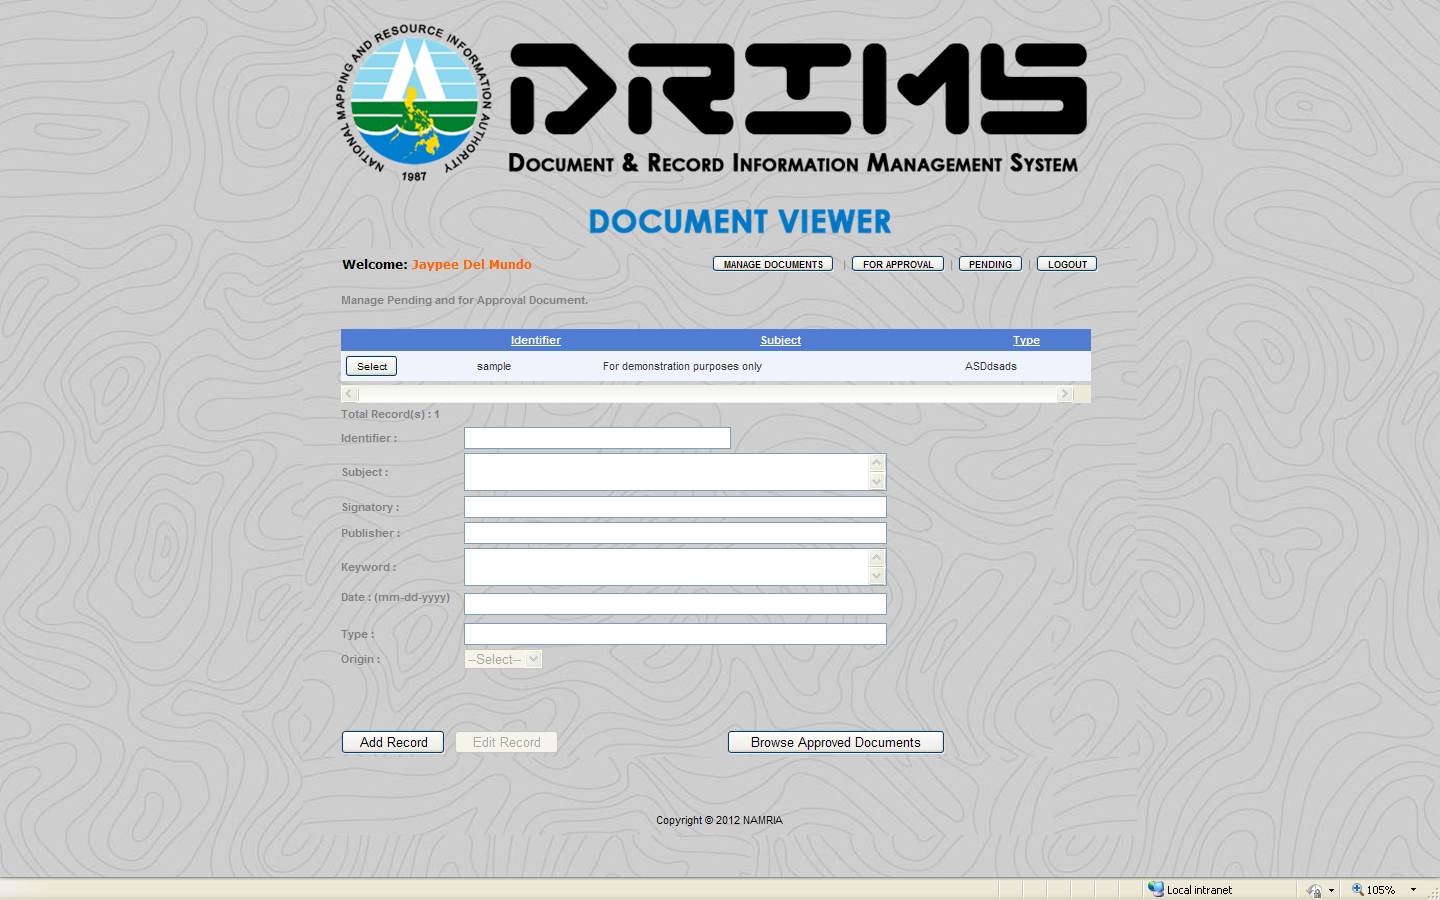 NATIONAL MAPPING AND RESOURCE INFORMATION AUTHORITY
1987
DRIMS
DOCUMENT & RECORD INFORMATION MANAGEMENT SYSTEM
DOCUMENT VIEWER
Welcome: Jaypee Del Mundo
MANAGE DOCUMENTS | FOR APPROVAL | PENDING | LOGOUT
Manage Pending and for Approval Document.
Identifier Subject Type
Select sample For demonstration purposes only ASDdsads
Total Record(s) : 1
Identifier :
Subject :
Signatory :
Publisher :
Keyword :
Date : (mm-dd-yyyy)
Type :
Origin : --Select--
Add Record Edit Record Browse Approved Documents
Copyright © 2012 NAMRIA
Local intranet 105%